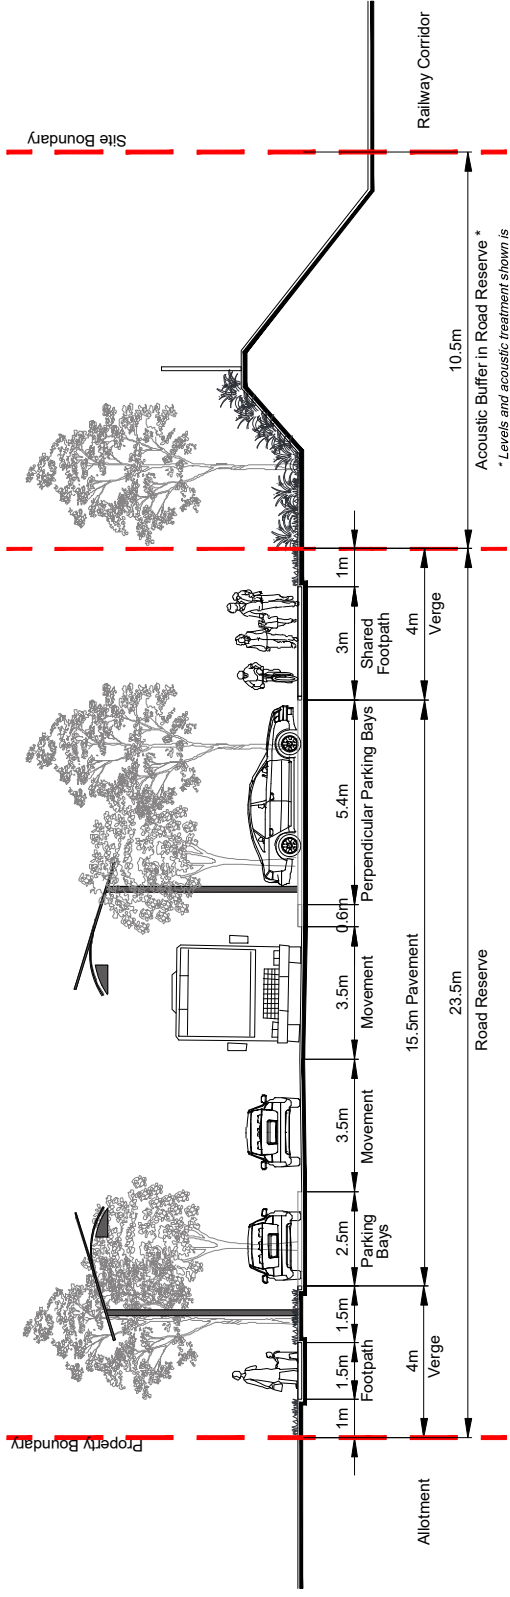 Property Boundary
Site Boundary
1m
1.5m
Footpath
1.5m
2.5m
Parking
Bays
3.5m
Movement
3.5m
Movement
0.6m
5.4m
Perpendicular Parking Bays
3m
Shared
Footpath
1m
Allotment
4m
Verge
15.5m Pavement
4m
Verge
Railway Corridor
23.5m
Road Reserve
10.5m
Acoustic Buffer in Road Reserve *
* Levels and acoustic treatment shown is